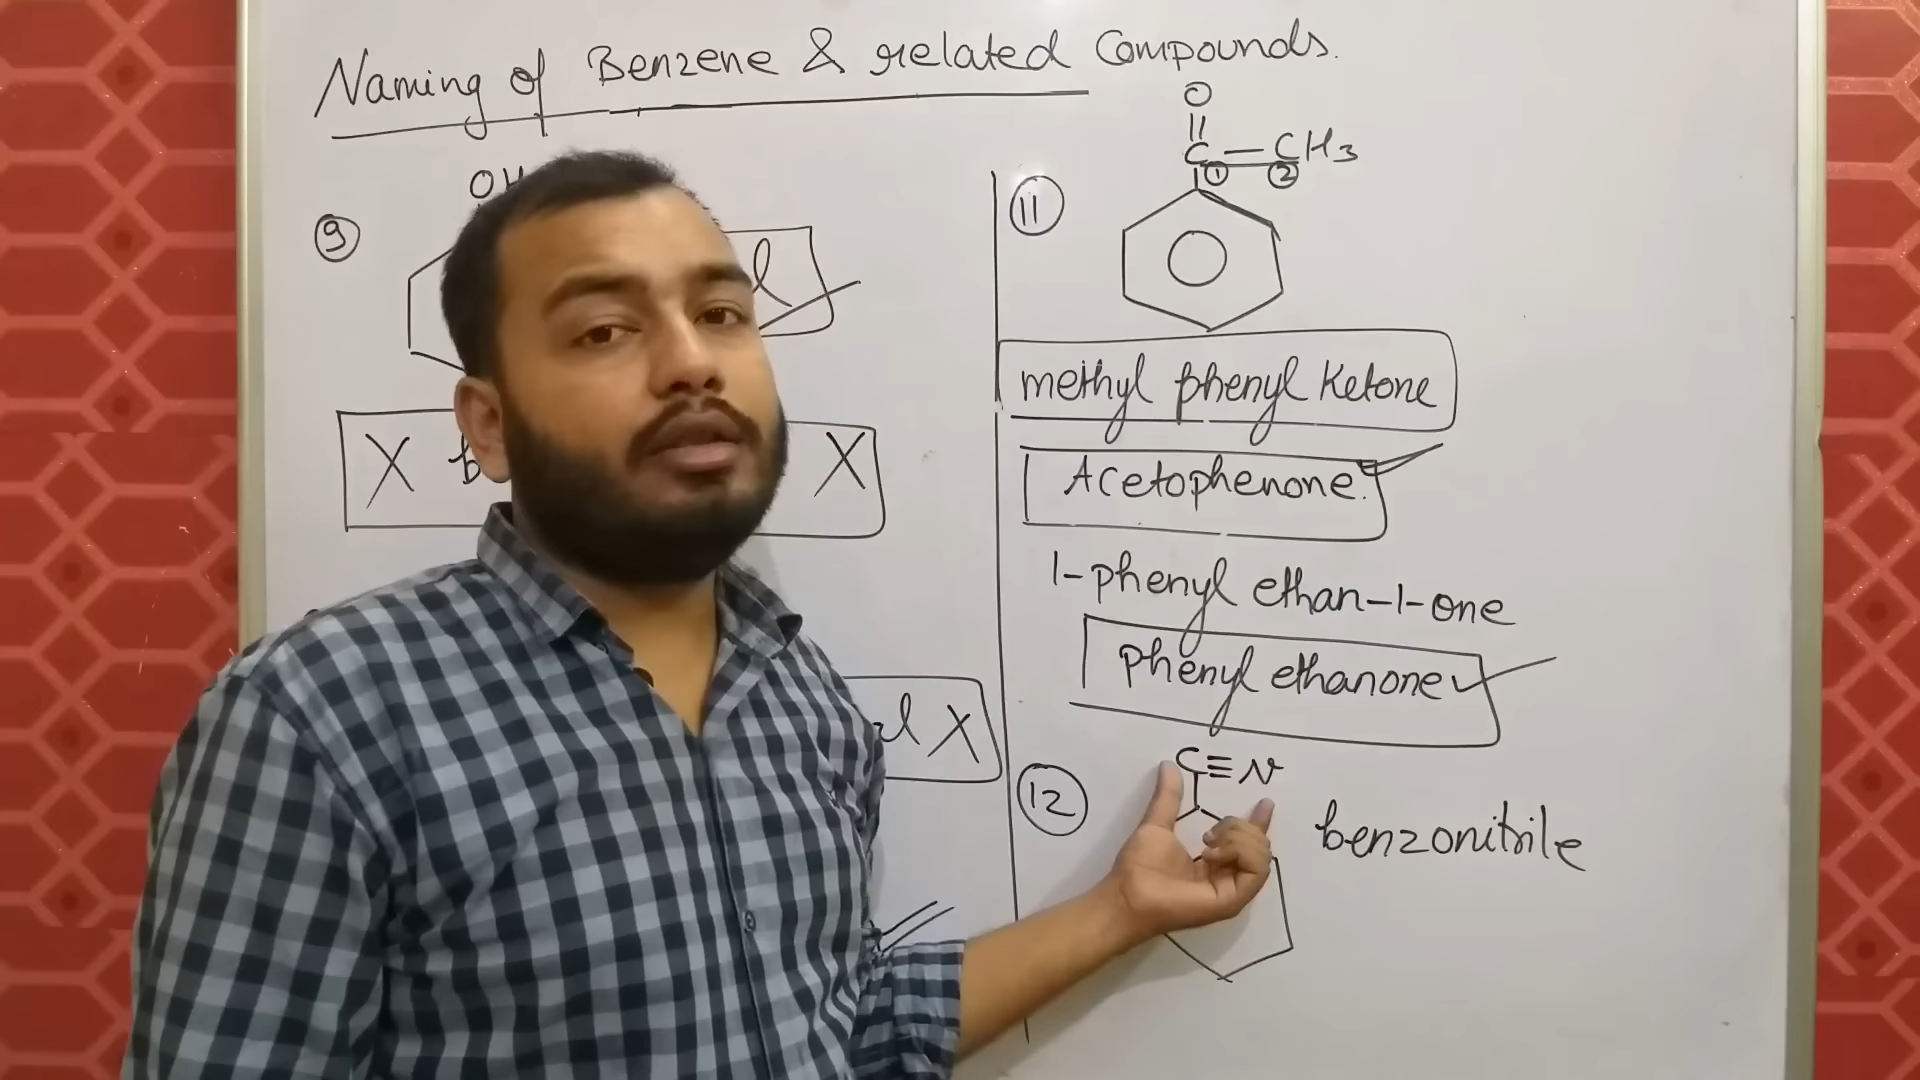 Naming of Benzene & related Compounds.
9
OH
l
X b X
al X
11
O
||
C — CH3
1 2
methyl phenyl Ketone
Acetophenone.
1-phenyl ethan-1-one
phenyl ethanone
12
C≡N
benzonitrile